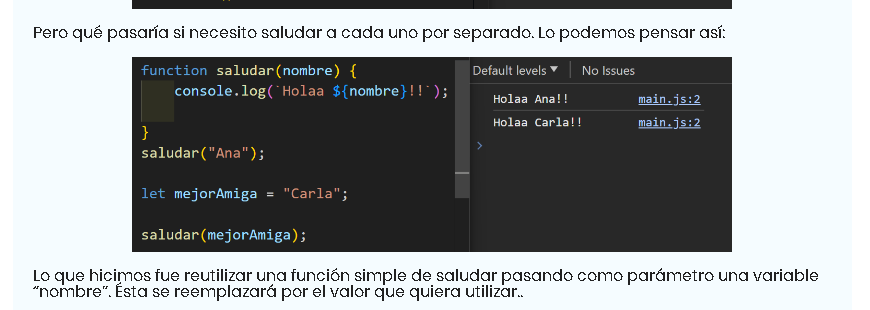 Pero qué pasaría si necesito saludar a cada uno por separado. Lo podemos pensar así:
function saludar(nombre) {
console.log(`Holaa ${nombre}!!`);
}
saludar("Ana");
let mejorAmiga = "Carla";
saludar(mejorAmiga);
Default levels ▼ No Issues
Holaa Ana!! main.js:2
Holaa Carla!! main.js:2
>
Lo que hicimos fue reutilizar una función simple de saludar pasando como parámetro una variable
“nombre”. Ésta se reemplazará por el valor que quiera utilizar..